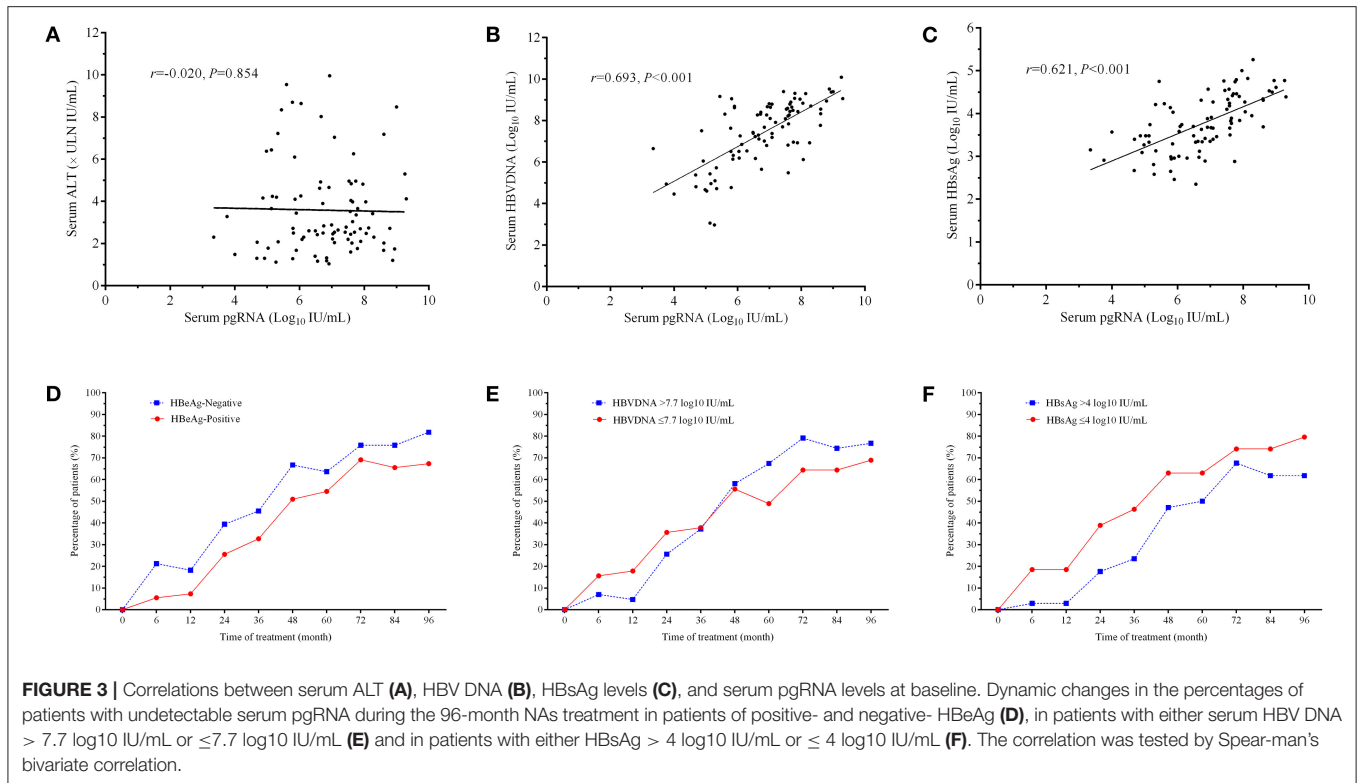 A
r=-0.020, P=0.854
Serum ALT (× ULN IU/mL)
12
10
8
6
4
2
0
0 2 4 6 8 10
Serum pgRNA (Log10 IU/mL)
B
r=0.693, P<0.001
Serum HBVDNA (Log10 IU/mL)
12
10
8
6
4
2
0
0 2 4 6 8 10
Serum pgRNA (Log10 IU/mL)
C
r=0.621, P<0.001
Serum HBsAg (Log10 IU/mL)
6
5
4
3
2
1
0
0 2 4 6 8 10
Serum pgRNA (Log10 IU/mL)
D
HBeAg-Negative
HBeAg-Positive
Percentage of patients (%)
100
90
80
70
60
50
40
30
20
10
0
0 6 12 24 36 48 60 72 84 96
Time of treatment (month)
E
HBVDNA >7.7 log10 IU/mL
HBVDNA ≤7.7 log10 IU/mL
Percentage of patients (%)
100
90
80
70
60
50
40
30
20
10
0
0 6 12 24 36 48 60 72 84 96
Time of treatment (month)
F
HBsAg >4 log10 IU/mL
HBsAg ≤4 log10 IU/mL
Percentage of patients (%)
100
90
80
70
60
50
40
30
20
10
0
0 6 12 24 36 48 60 72 84 96
Time of treatment (month)
FIGURE 3 | Correlations between serum ALT (A), HBV DNA (B), HBsAg levels (C), and serum pgRNA levels at baseline. Dynamic changes in the percentages of
patients with undetectable serum pgRNA during the 96-month NAs treatment in patients of positive- and negative- HBeAg (D), in patients with either serum HBV DNA
> 7.7 log10 IU/mL or ≤7.7 log10 IU/mL (E) and in patients with either HBsAg > 4 log10 IU/mL or ≤ 4 log10 IU/mL (F). The correlation was tested by Spear-man's
bivariate correlation.